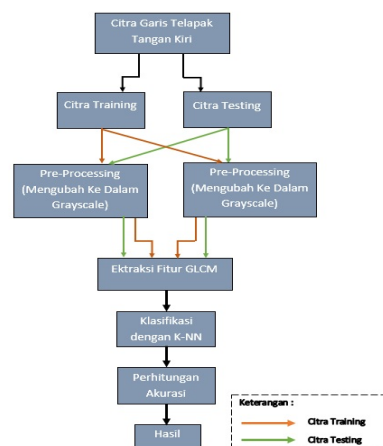 Citra Garis Telapak
Tangan Kiri
Citra Training
Citra Testing
Pre-Processing
(Mengubah Ke Dalam
Grayscale)
Pre-Processing
(Mengubah Ke Dalam
Grayscale)
Ektraksi Fitur GLCM
Klasifikasi
dengan K-NN
Perhitungan
Akurasi
Hasil
Keterangan :
Citra Training
Citra Testing